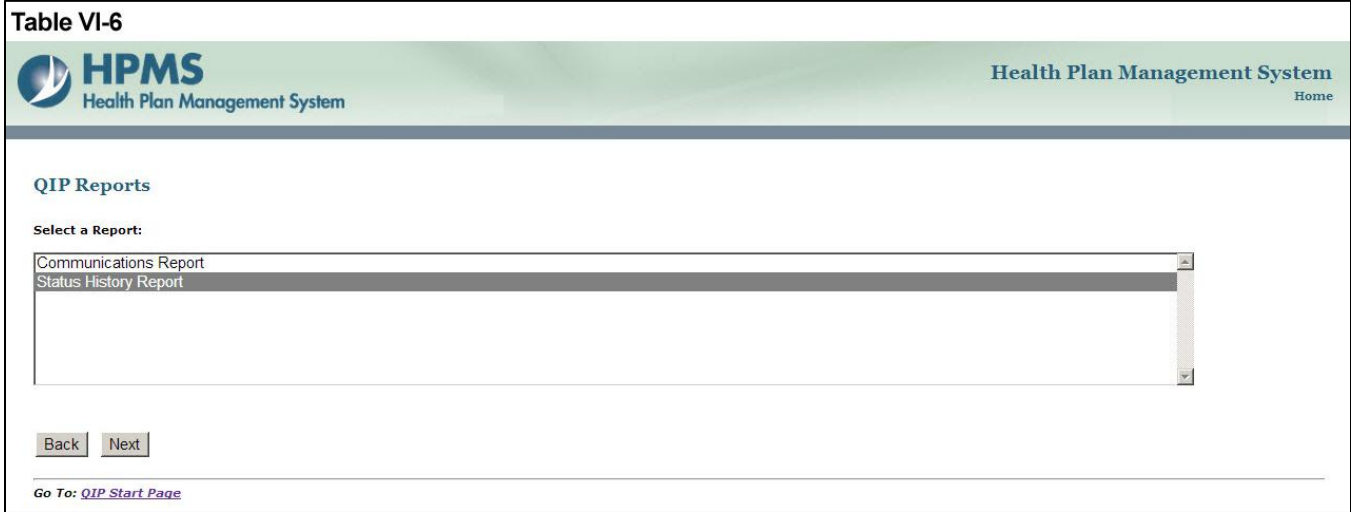 Table VI-6
HPMS
Health Plan Management System
Health Plan Management System
Home
QIP Reports
Select a Report:
Communications Report
Status History Report
Back Next
Go To: QIP Start Page